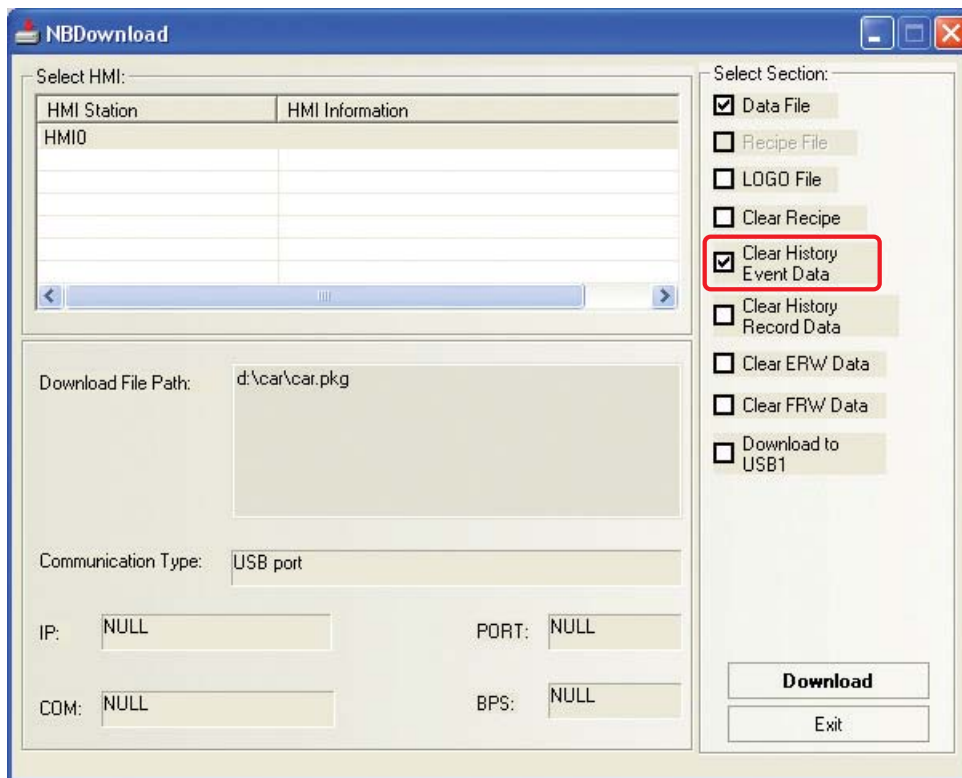 NBDownload
Select HMI:
HMI Station HMI Information
HMI0
Download File Path: d:\car\car.pkg
Communication Type: USB port
IP: NULL PORT: NULL
COM: NULL BPS: NULL
Select Section:
Data File
Recipe File
LOGO File
Clear Recipe
Clear History
Event Data
Clear History
Record Data
Clear ERW Data
Clear FRW Data
Download to
USB1
Download
Exit